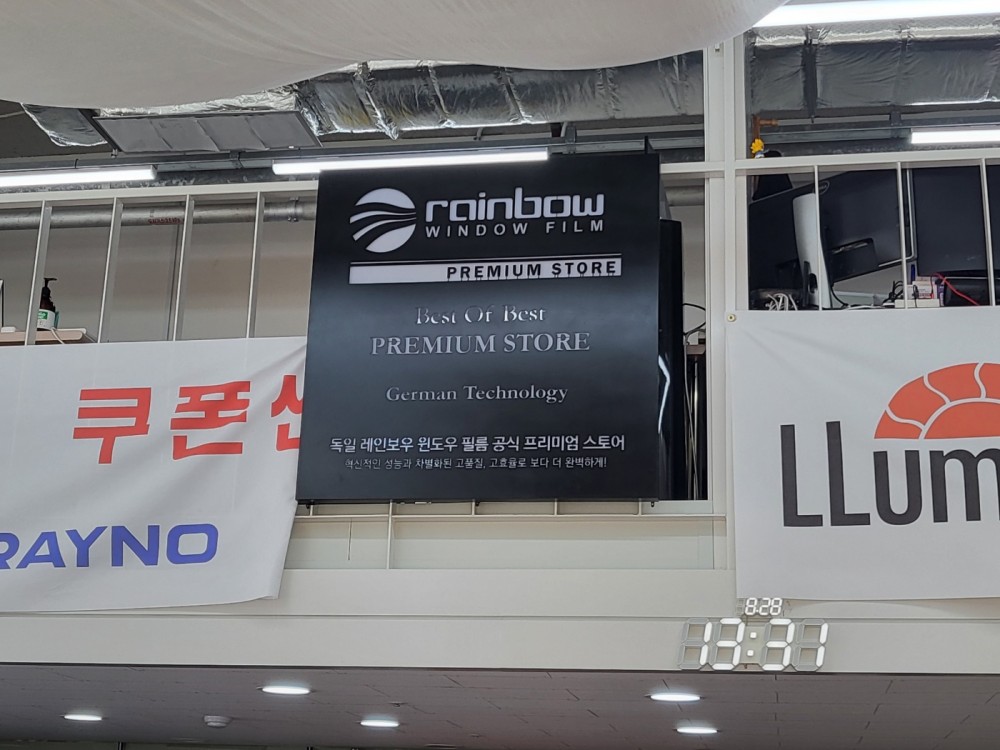 rainbow
WINDOW FILM
PREMIUM STORE
Best Of Best
PREMIUM STORE
German Technology
독일 레인보우 윈도우 필름 공식 프리미엄 스토어
혁신적인 성능과 차별화된 고품질, 고효율로 보다 더 완벽하게!
쿠폰
RAYNO
LLum
8.28
13:31